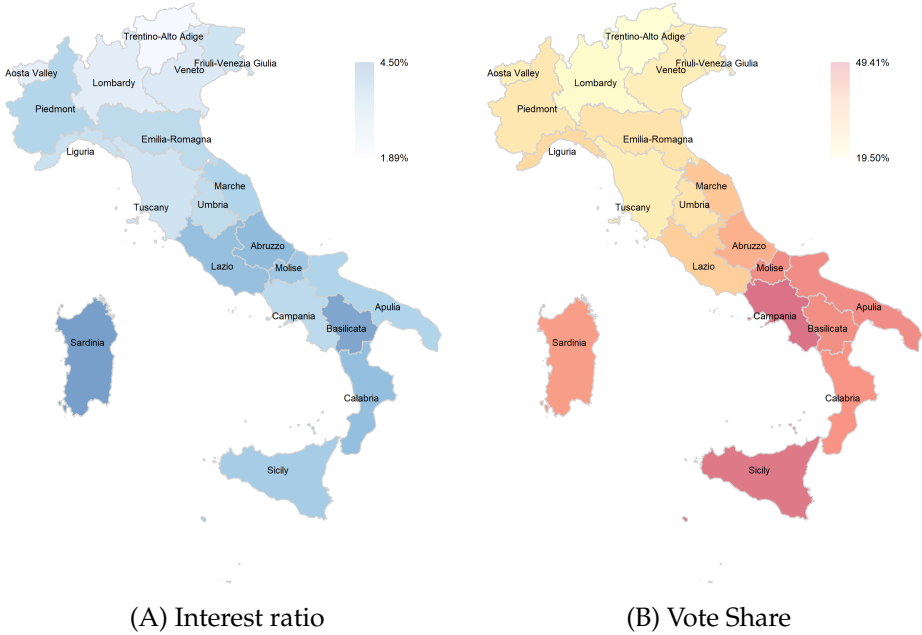 Trentino-Alto Adige
Friuli-Venezia Giulia
Aosta Valley
Veneto
Lombardy
Piedmont
Emilia-Romagna
Liguria
Marche
Tuscany
Umbria
Abruzzo
Lazio
Molise
Apulia
Campania
Basilicata
Sardinia
Calabria
Sicily
4.50%
1.89%
(A) Interest ratio
Trentino-Alto Adige
Friuli-Venezia Giulia
Aosta Valley
Veneto
Lombardy
Piedmont
Emilia-Romagna
Liguria
Marche
Tuscany
Umbria
Abruzzo
Lazio
Molise
Apulia
Campania
Basilicata
Sardinia
Calabria
Sicily
49.41%
19.50%
(B) Vote Share